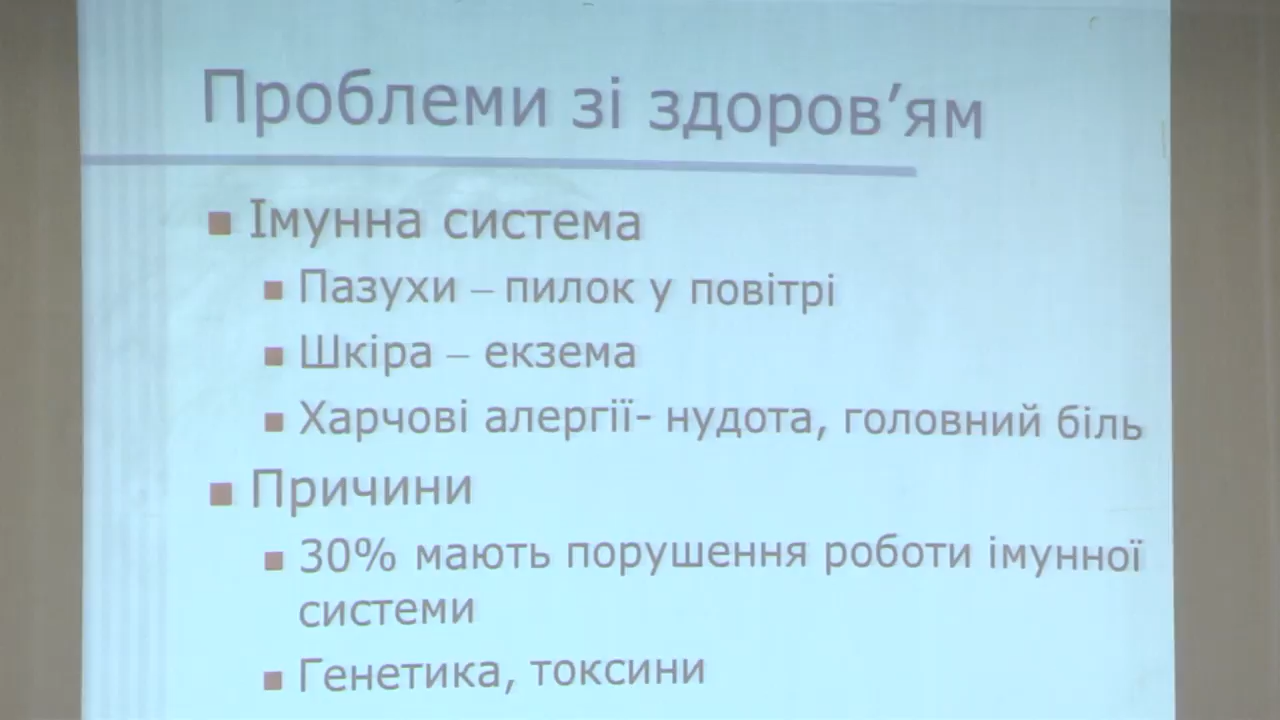 Проблеми зі здоров’ям
Імунна система
Пазухи – пилок у повітрі
Шкіра – екзема
Харчові алергії- нудота, головний біль
Причини
30% мають порушення роботи імунної
системи
Генетика, токсини